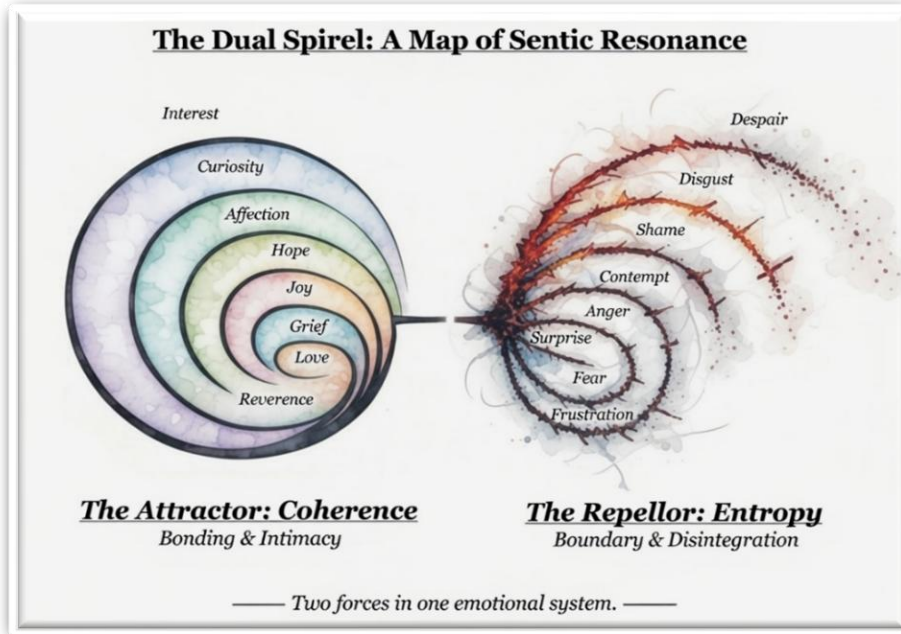 The Dual Spirel: A Map of Sentic Resonance
Interest
Curiosity
Affection
Hope
Joy
Grief
Love
Reverence
Despair
Disgust
Shame
Contempt
Anger
Surprise
Fear
Frustration
The Attractor: Coherence
Bonding & Intimacy
The Repellor: Entropy
Boundary & Disintegration
Two forces in one emotional system.